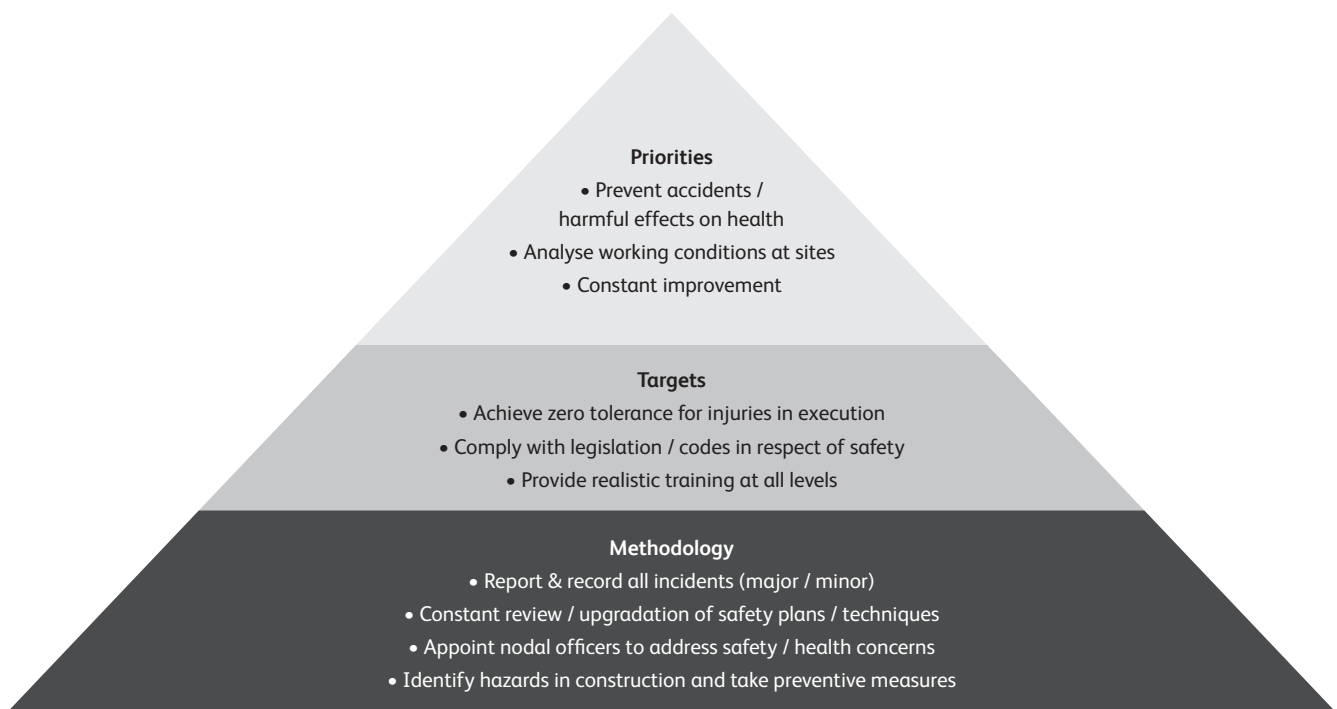 Priorities
• Prevent accidents /
harmful effects on health
• Analyse working conditions at sites
• Constant improvement
Targets
• Achieve zero tolerance for injuries in execution
• Comply with legislation / codes in respect of safety
• Provide realistic training at all levels
Methodology
• Report & record all incidents (major / minor)
• Constant review / upgradation of safety plans / techniques
• Appoint nodal officers to address safety / health concerns
• Identify hazards in construction and take preventive measures